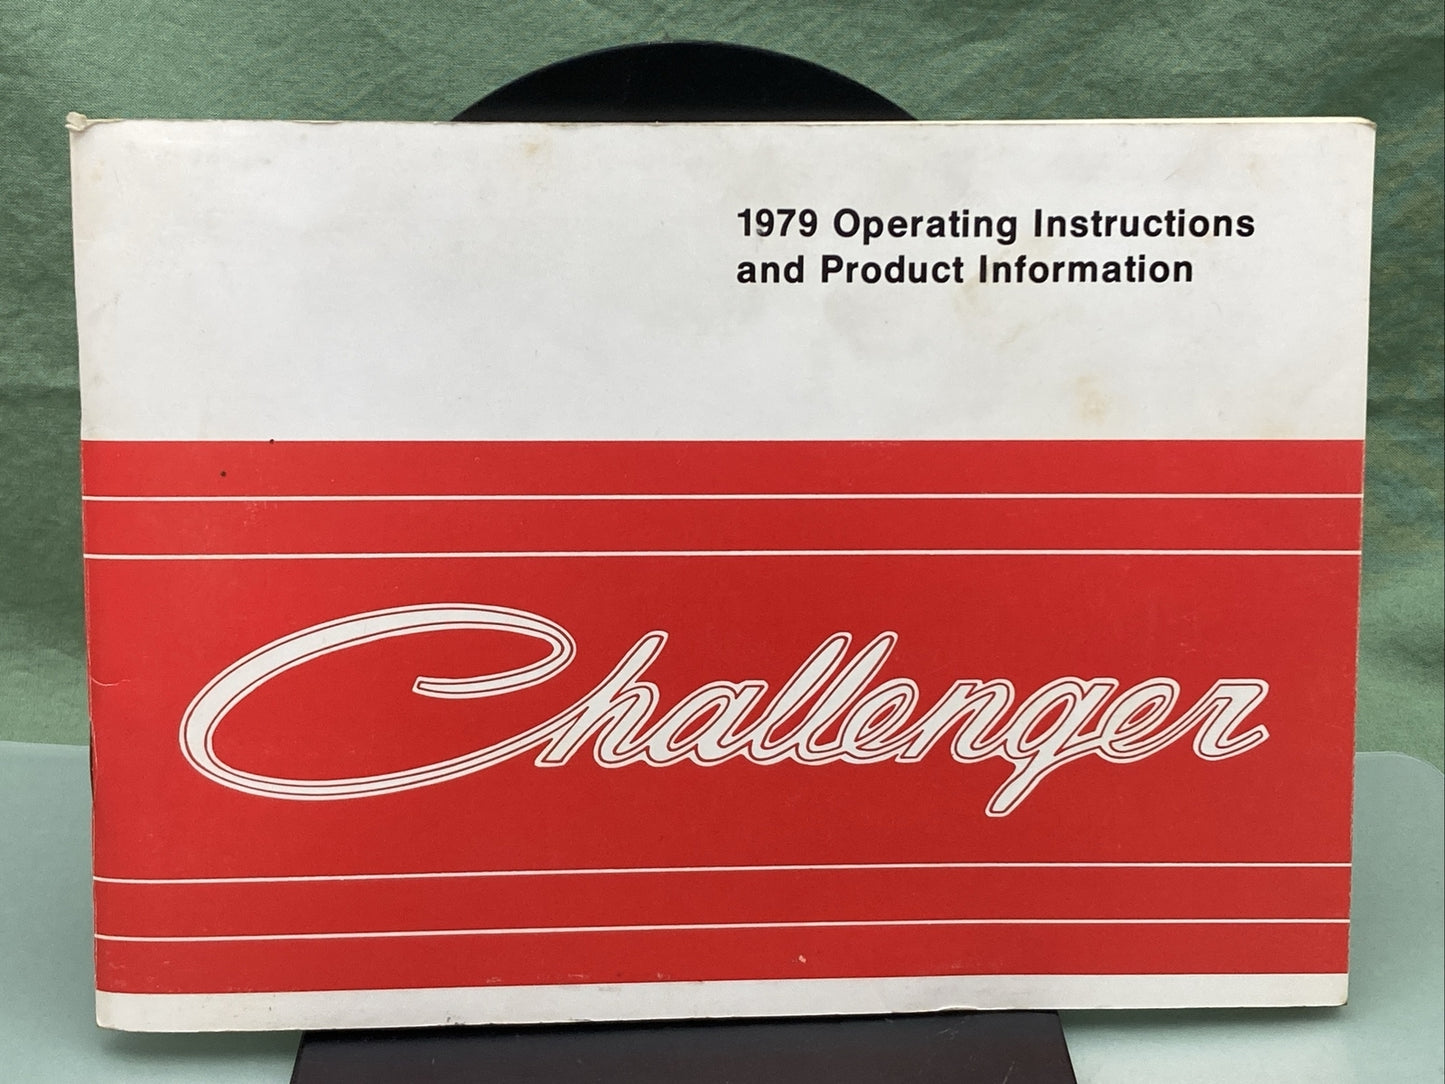 1979 Operating Instructions
and Product Information
Challenger